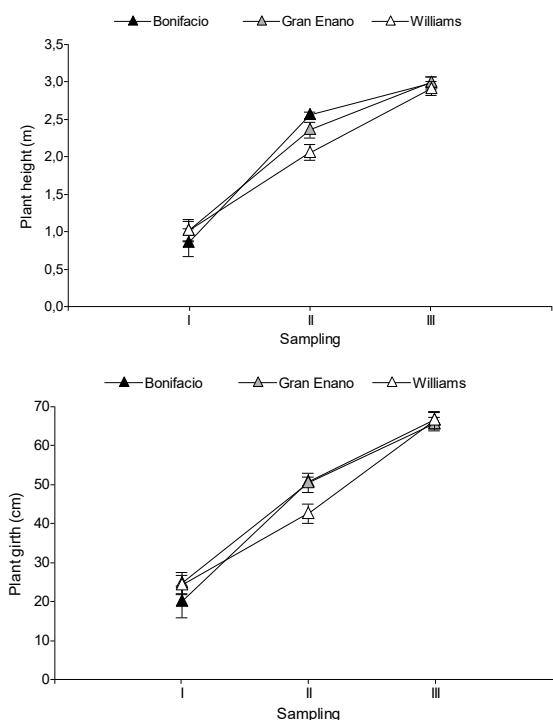 Bonifacio Gran Enano Williams
3,5
3,0
2,5
2,0
1,5
1,0
0,5
0,0
Plant height (m)
I II III
Sampling
Bonifacio Gran Enano Williams
70
60
50
40
30
20
10
0
Plant girth (cm)
I II III
Sampling